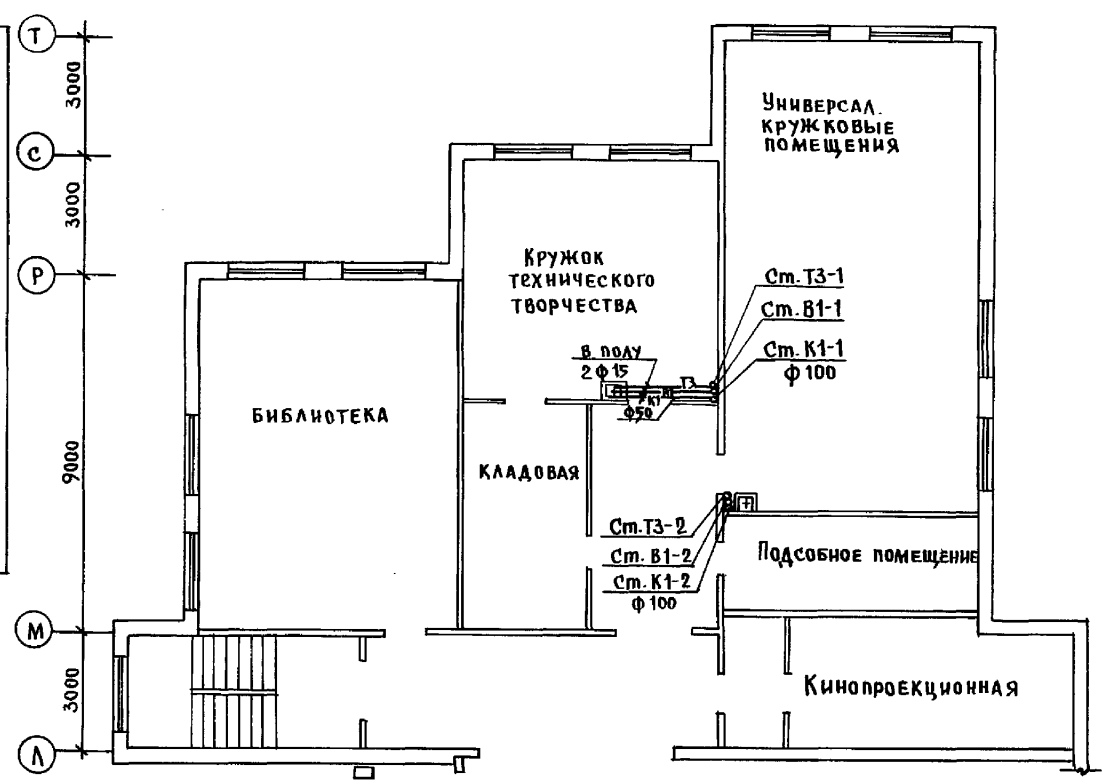 Т
3000
С
3000
Р
9000
М
3000
Л
Универсал.
кружковые
помещения
Кружок
технического
творчества
Ст. Т3-1
Ст. В1-1
Ст. К1-1
ф 100
В полу
2 ф 15
Т3
В1
К1
ф50
Библиотека
кладовая
Ст. Т3-2
Ст. В1-2
Ст. К1-2
ф 100
Подсобное помещение
Кинопроекционная